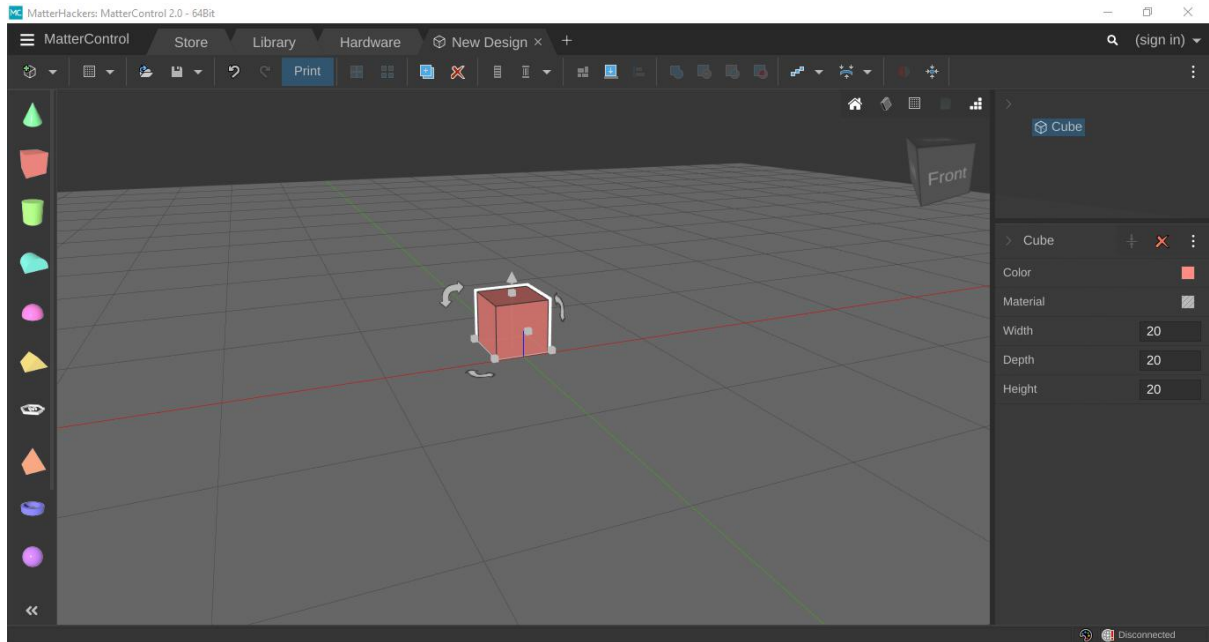 MC MatterHackers: MatterControl 2.0 - 64Bit
MatterControl Store Library Hardware New Design × + (sign in)
Print
Cube
Front
Cube
Color
Material
Width 20
Depth 20
Height 20
Disconnected